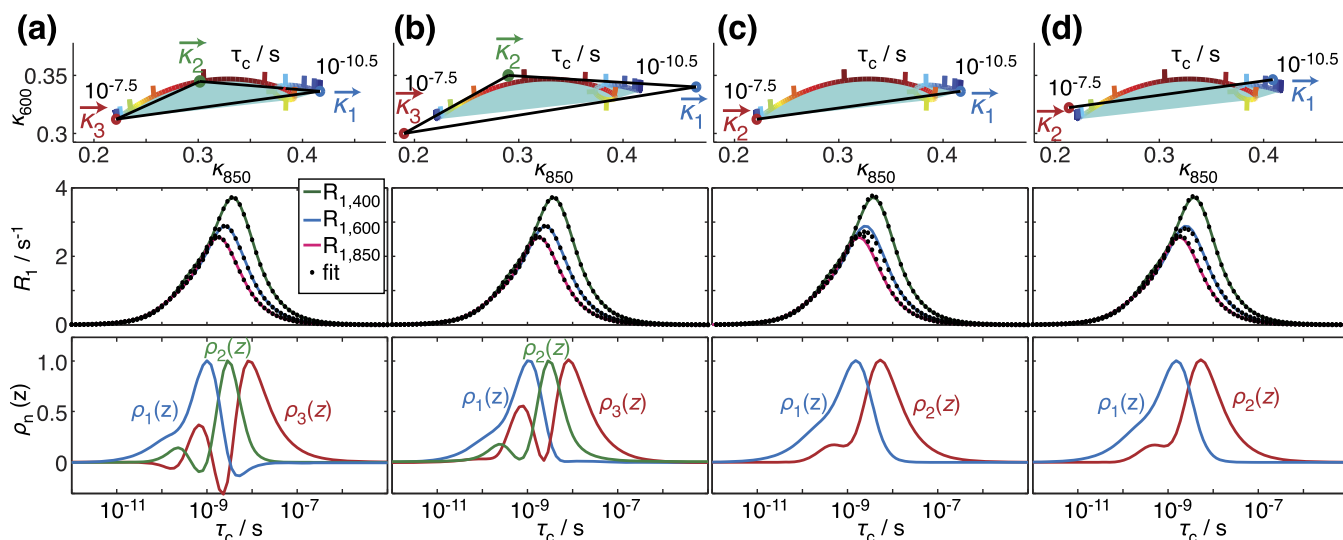 (a) (b) (c) (d)
κ₂ τc / s 10^-10.5 κ₂ τc / s 10^-10.5 τc / s 10^-10.5 τc / s 10^-10.5
10^-7.5 10^-7.5 10^-7.5 10^-7.5
κ600 0.35 0.3
κ₃ κ₁ κ₃ κ₁ κ₂ κ₁ κ₂ κ₁
0.2 0.3 0.4 0.2 0.3 0.4 0.2 0.3 0.4 0.2 0.3 0.4
κ850 κ850 κ850 κ850
R₁ / s⁻¹ 4 2 0
R1,400
R1,600
R1,850
fit
ρn(z) 1.0 0.5 0
ρ₁(z) ρ₂(z) ρ₃(z) ρ₁(z) ρ₂(z) ρ₃(z) ρ₁(z) ρ₂(z) ρ₁(z) ρ₂(z)
10^-11 10^-9 10^-7 10^-11 10^-9 10^-7 10^-11 10^-9 10^-7 10^-11 10^-9 10^-7
τc / s τc / s τc / s τc / s